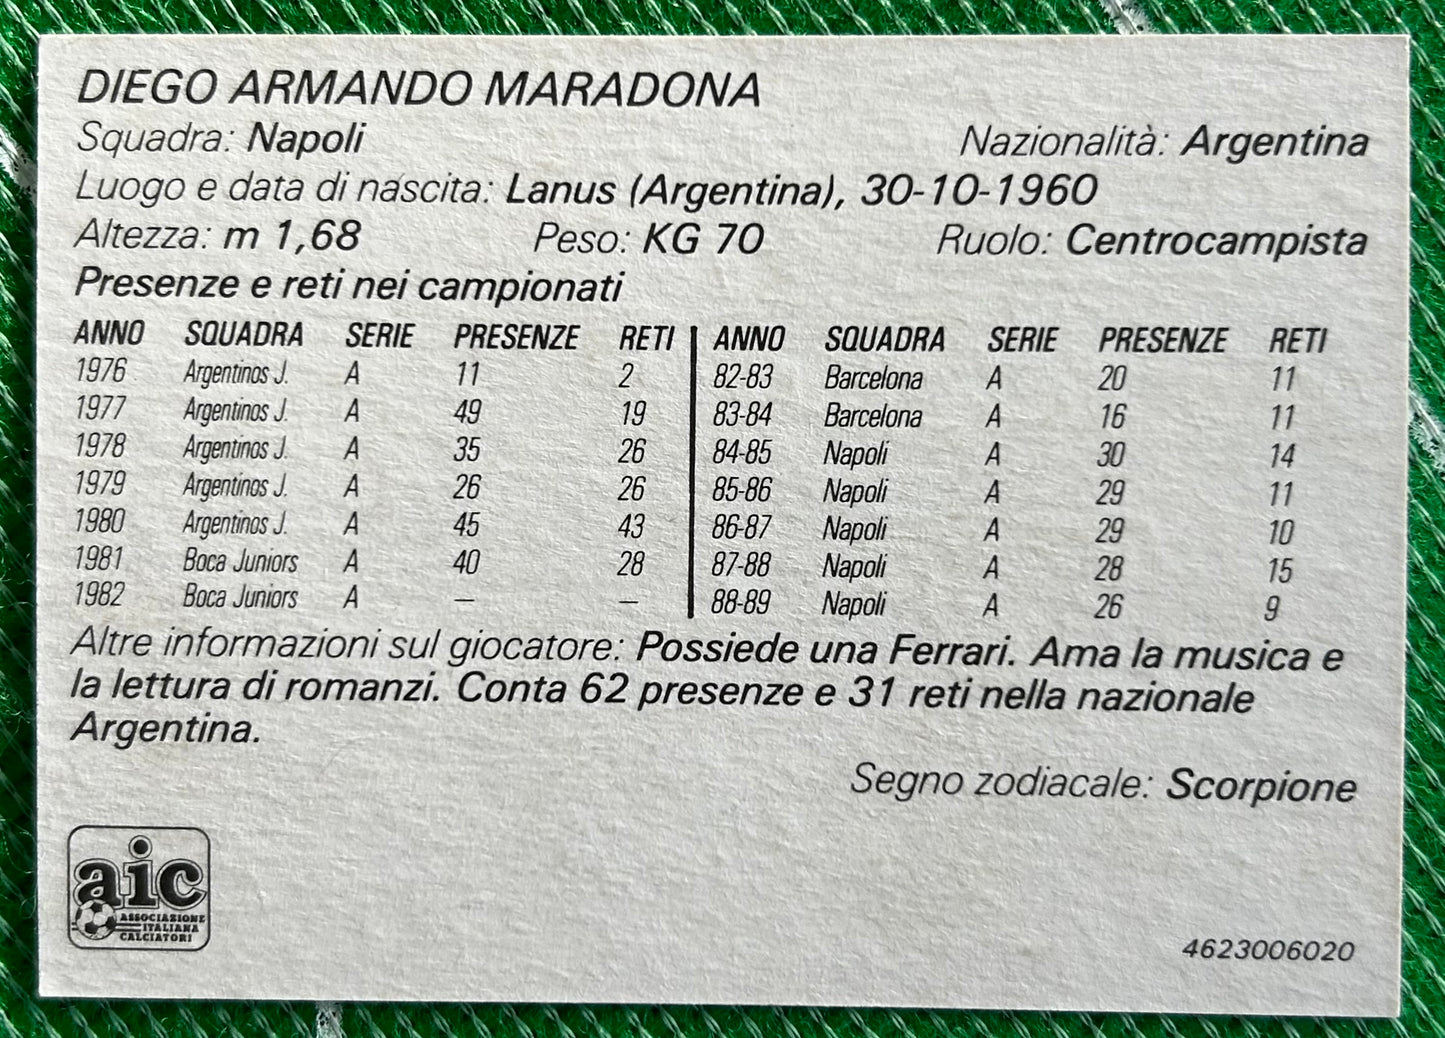 DIEGO ARMANDO MARADONA
Squadra: Napoli Nazionalità: Argentina
Luogo e data di nascita: Lanus (Argentina), 30-10-1960
Altezza: m 1,68 Peso: KG 70 Ruolo: Centrocampista
Presenze e reti nei campionati
ANNO SQUADRA SERIE PRESENZE RETI
1976 Argentinos J. A 11 2
1977 Argentinos J. A 49 19
1978 Argentinos J. A 35 26
1979 Argentinos J. A 26 26
1980 Argentinos J. A 45 43
1981 Boca Juniors A 40 28
1982 Boca Juniors A — —
ANNO SQUADRA SERIE PRESENZE RETI
82-83 Barcelona A 20 11
83-84 Barcelona A 16 11
84-85 Napoli A 30 14
85-86 Napoli A 29 11
86-87 Napoli A 29 10
87-88 Napoli A 28 15
88-89 Napoli A 26 9
Altre informazioni sul giocatore: Possiede una Ferrari. Ama la musica e
la lettura di romanzi. Conta 62 presenze e 31 reti nella nazionale
Argentina.
Segno zodiacale: Scorpione
aic
ASSOCIAZIONE
ITALIANA
CALCIATORI
4623006020